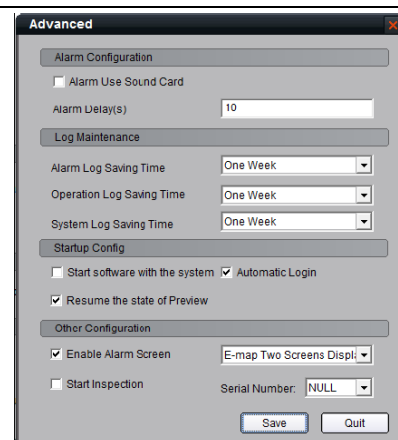 Advanced
Alarm Configuration
Alarm Use Sound Card
Alarm Delay(s) 10
Log Maintenance
Alarm Log Saving Time One Week
Operation Log Saving Time One Week
System Log Saving Time One Week
Startup Config
Start software with the system Automatic Login
Resume the state of Preview
Other Configuration
Enable Alarm Screen E-map Two Screens Displ
Start Inspection Serial Number: NULL
Save Quit